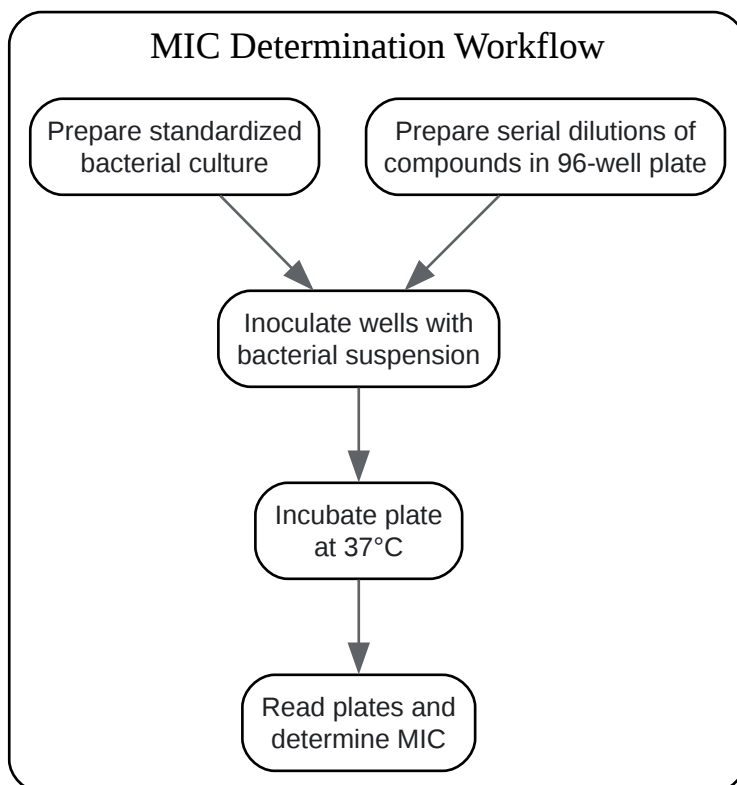 MIC Determination Workflow
Prepare standardized
bacterial culture
Prepare serial dilutions of
compounds in 96-well plate
Inoculate wells with
bacterial suspension
Incubate plate
at 37°C
Read plates and
determine MIC